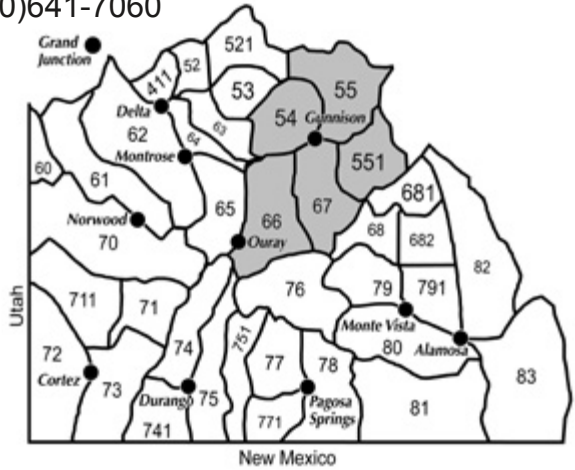 0)641-7060
Grand
Junction
521
52
411
55
53
Delta
54
Gunnison
62
63
64
Montrose
551
60
61
681
65
66
67
Norwood
68
70
Ouray
682
82
76
79
791
711
71
Utah
Monte Vista
751
74
72
77
78
80
Alamosa
Cortez
73
Durango
75
Pagosa
Springs
83
81
771
741
New Mexico